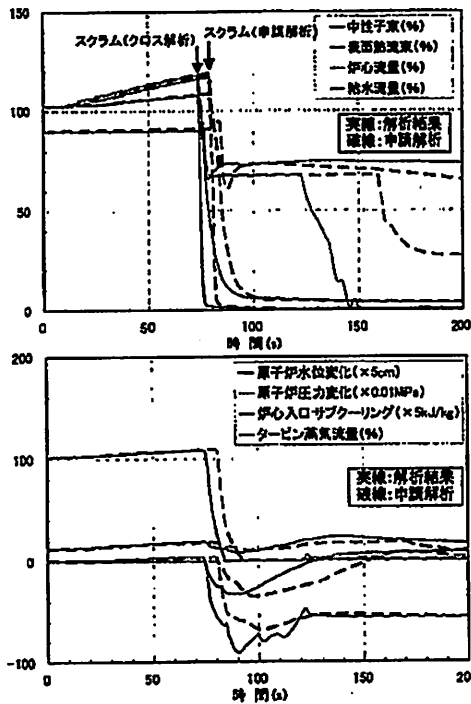 スクラム(クロス解析)
スクラム(申請解析)
中性子束(%)
表面熱流束(%)
炉心流量(%)
給水流量(%)
実線:解析結果
破線:申請解析
150
100
50
0
0
50
100
150
200
時間(s)
原子炉水位変化(×5cm)
原子炉圧力変化(×0.01MPa)
炉心入口サブクーリング(×5kJ/kg)
タービン蒸気流量(%)
実線:解析結果
破線:申請解析
200
100
0
-100
0
50
100
150
20
時間(s)